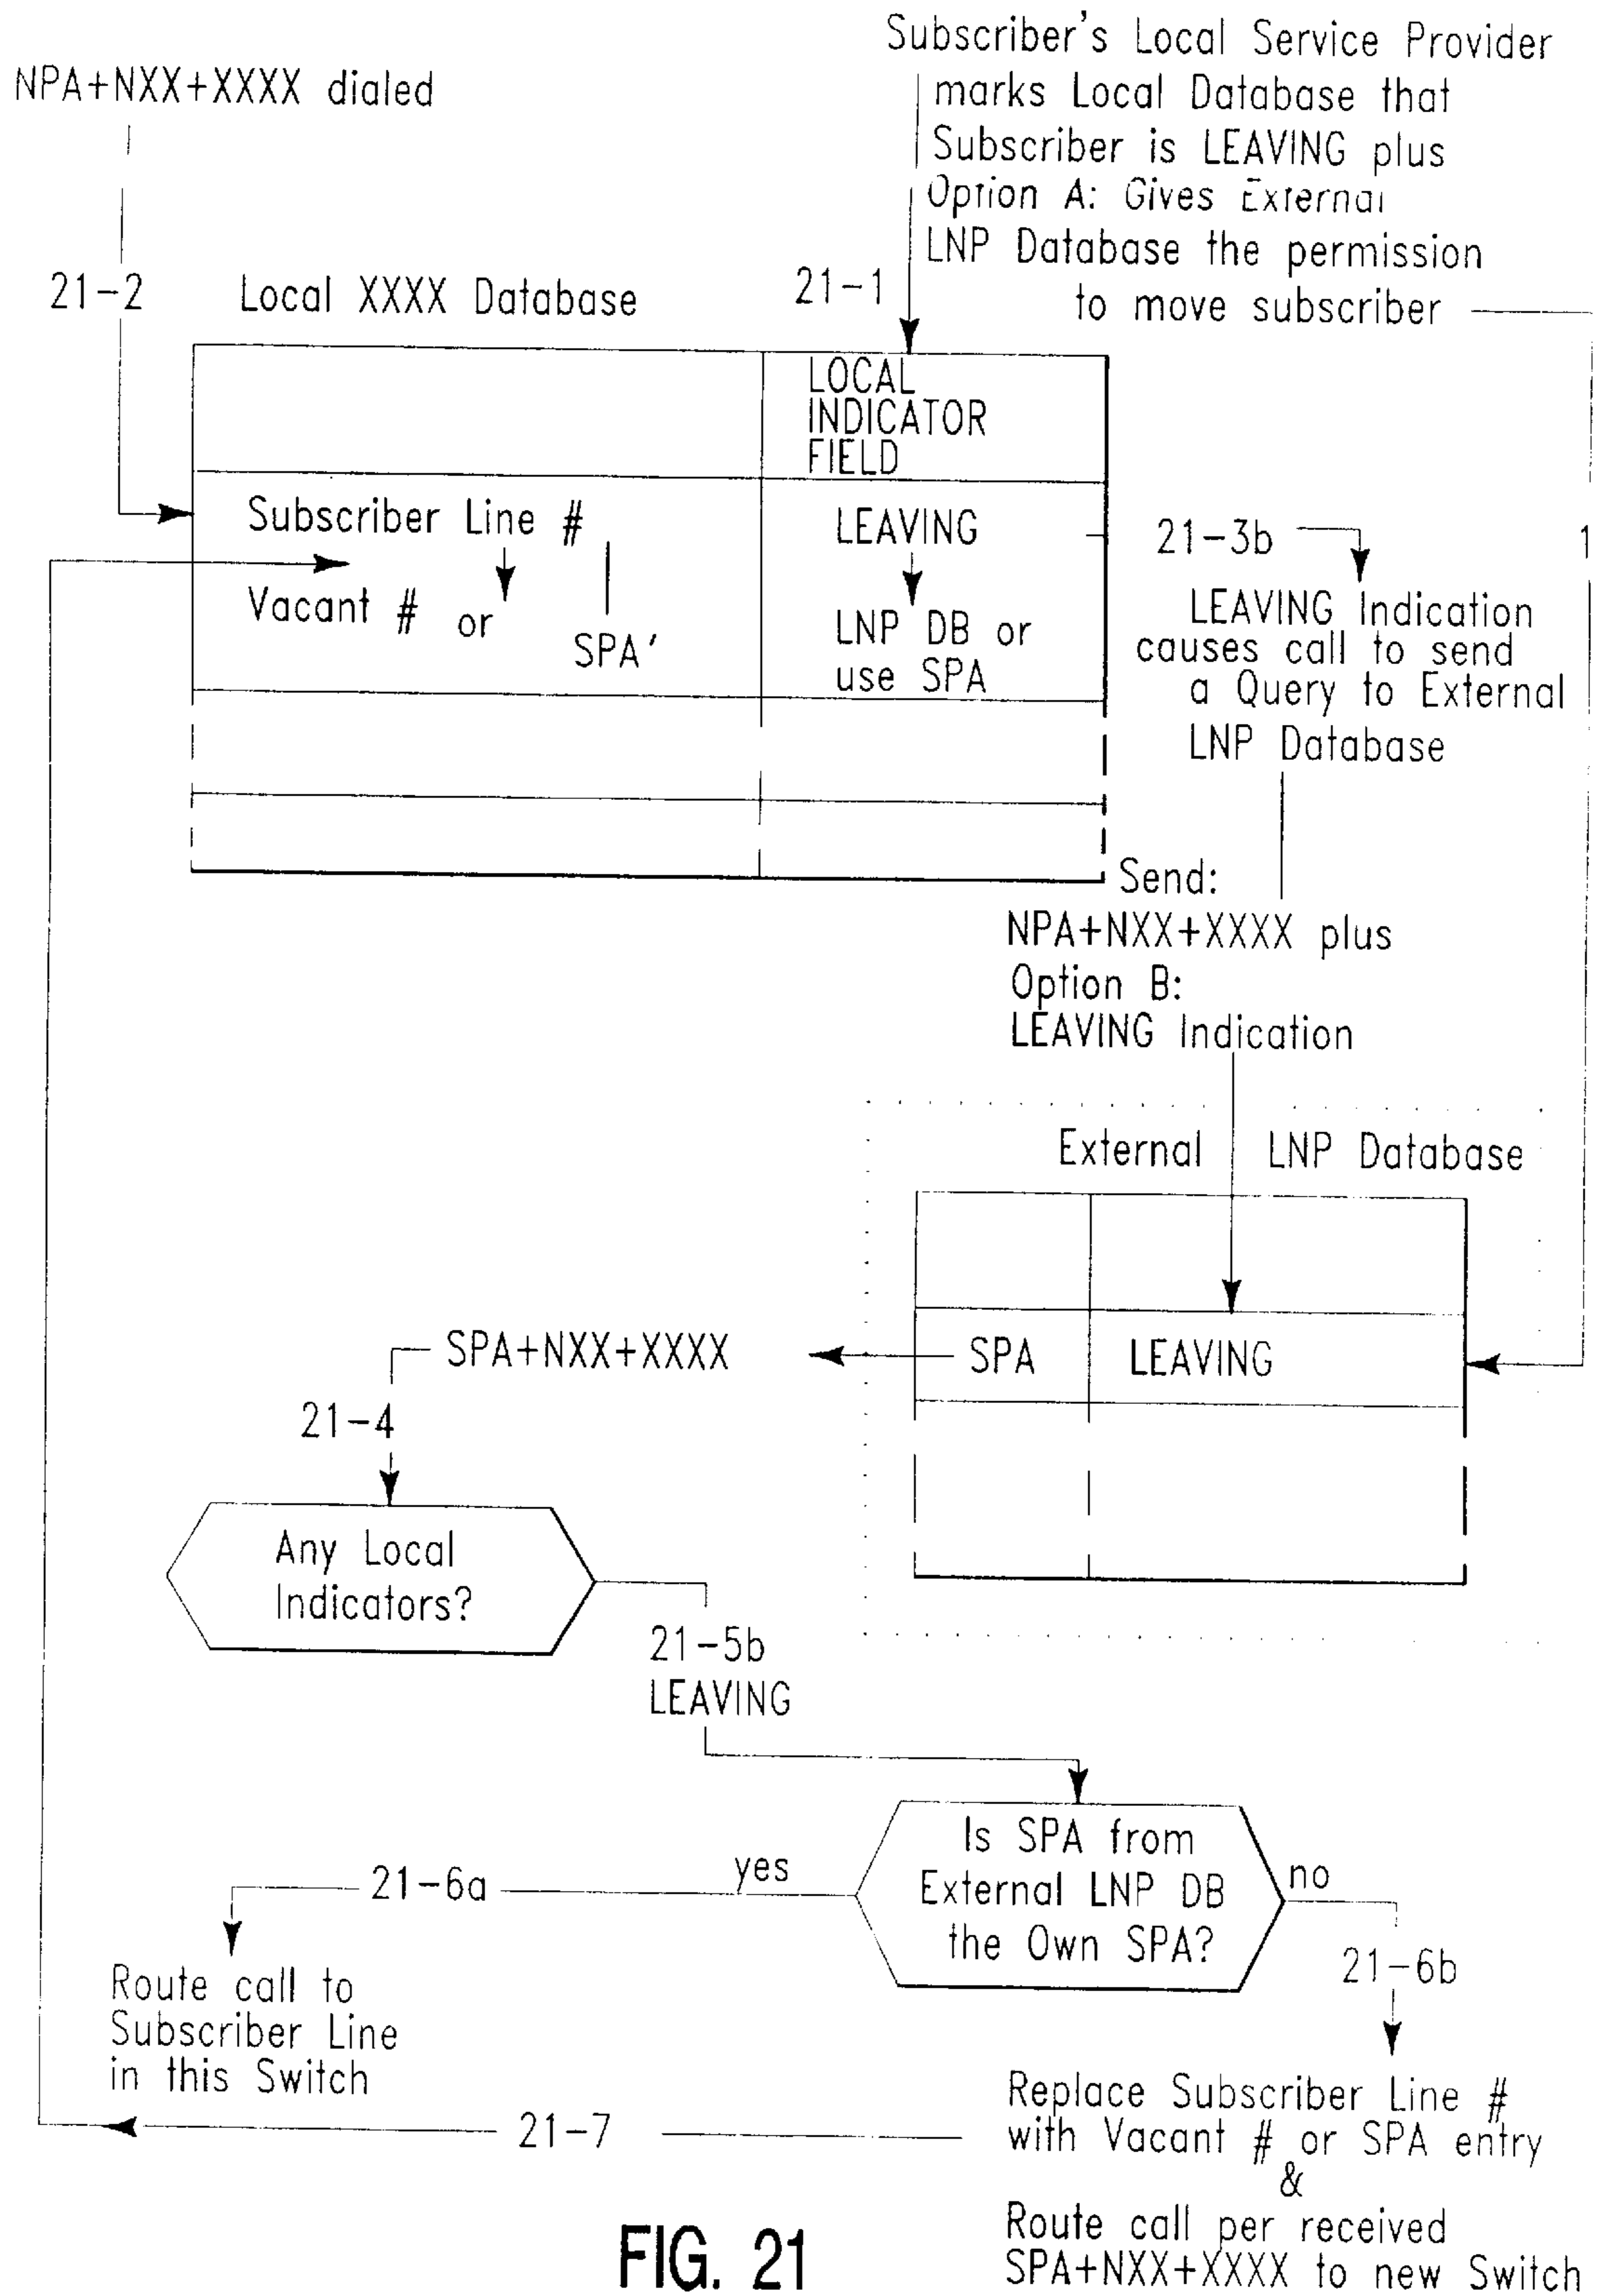 Subscriber's Local Service Provider
marks Local Database that
Subscriber is LEAVING plus
Option A: Gives External
LNP Database the permission
to move subscriber
NPA+NXX+XXXX dialed
21-2
Local XXXX Database
21-1
LOCAL
INDICATOR
FIELD
Subscriber Line #
Vacant # or
SPA'
LEAVING
LNP DB or
use SPA
21-3b
1
LEAVING Indication
causes call to send
a Query to External
LNP Database
Send:
NPA+NXX+XXXX plus
Option B:
LEAVING Indication
External LNP Database
SPA
LEAVING
SPA+NXX+XXXX
21-4
Any Local
Indicators?
21-5b
LEAVING
Is SPA from
External LNP DB
the Own SPA?
yes
no
21-6a
21-6b
Route call to
Subscriber Line
in this Switch
Replace Subscriber Line #
with Vacant # or SPA entry
&
Route call per received
SPA+NXX+XXXX to new Switch
21-7
FIG. 21